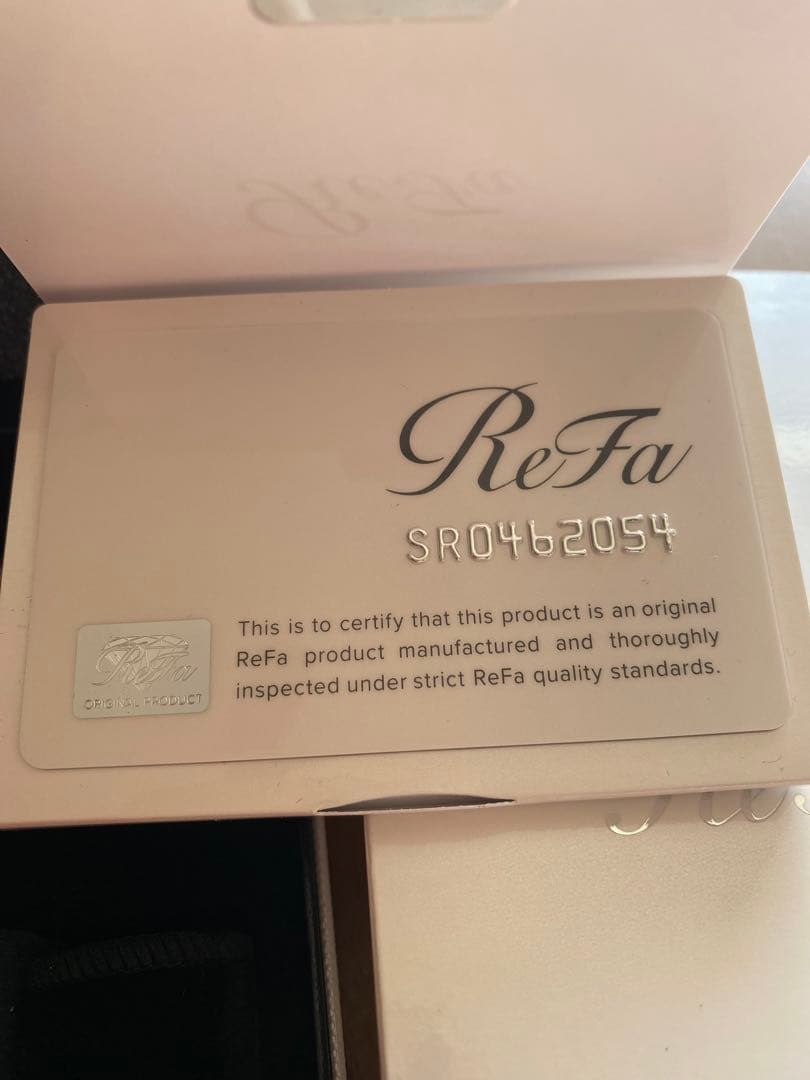 ReFa
ReFa
SR0462054
This is to certify that this product is an original
ReFa product manufactured and thoroughly
inspected under strict ReFa quality standards.
ReFa
ORIGINAL PRODUCT